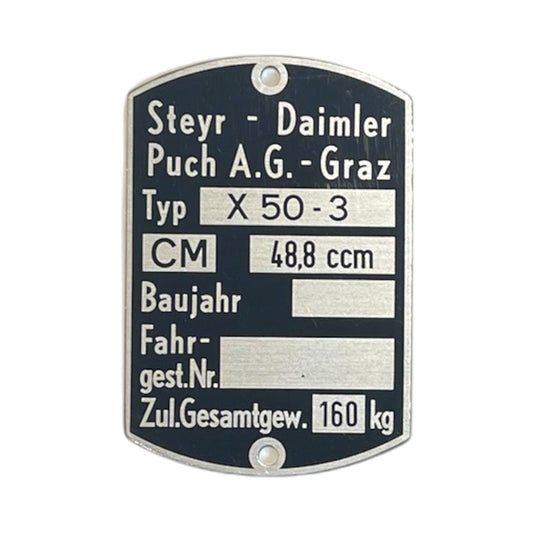 Steyr - Daimler
Puch A.G. - Graz
Typ X 50 - 3
CM 48,8 ccm
Baujahr
Fahr-
gest.Nr.
Zul.Gesamtgew. 160 kg